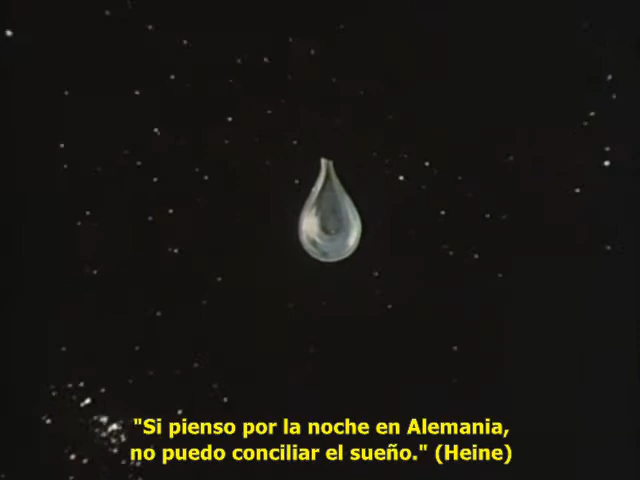 "Si pienso por la noche en Alemania,
no puedo conciliar el sueño." (Heine)